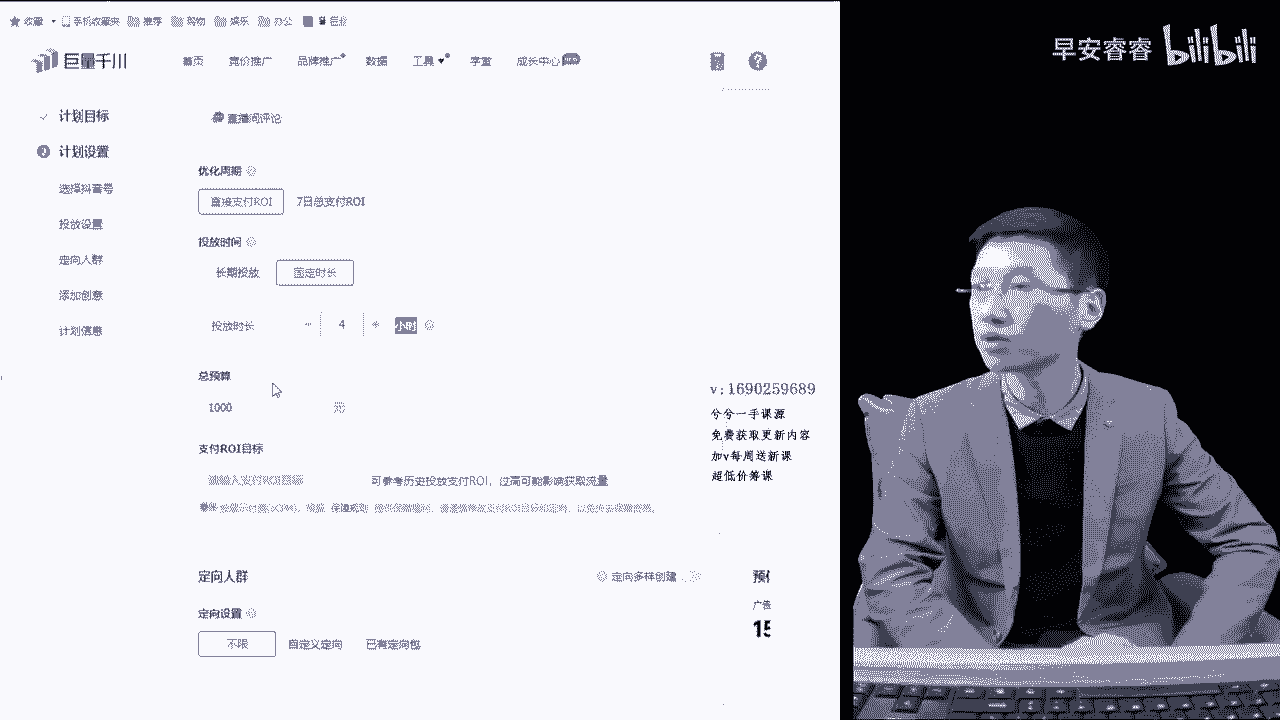 收藏 手机收藏夹 推荐 购物 娱乐 办公
巨量千川 首页 竞价推广 品牌推广 数据 工具 学堂 成长中心
早安睿睿 bilibili
计划目标
计划设置
选择抖音号
投放设置
定向人群
添加创意
计划信息
直播间评论
优化周期
直接支付ROI 7日总支付ROI
投放时间
长期投放 固定时长
投放时长 4 小时
总预算
1000 元
支付ROI目标
请输入支付ROI目标 可参考历史投放支付ROI，过高可能影响获取流量
定向人群 定向多样创建
定向设置
不限 自定义定向 已有定向包
广告
15
v:1690259689
兮兮一手课源
免费获取更新内容
加v每周送新课
超低价筹课